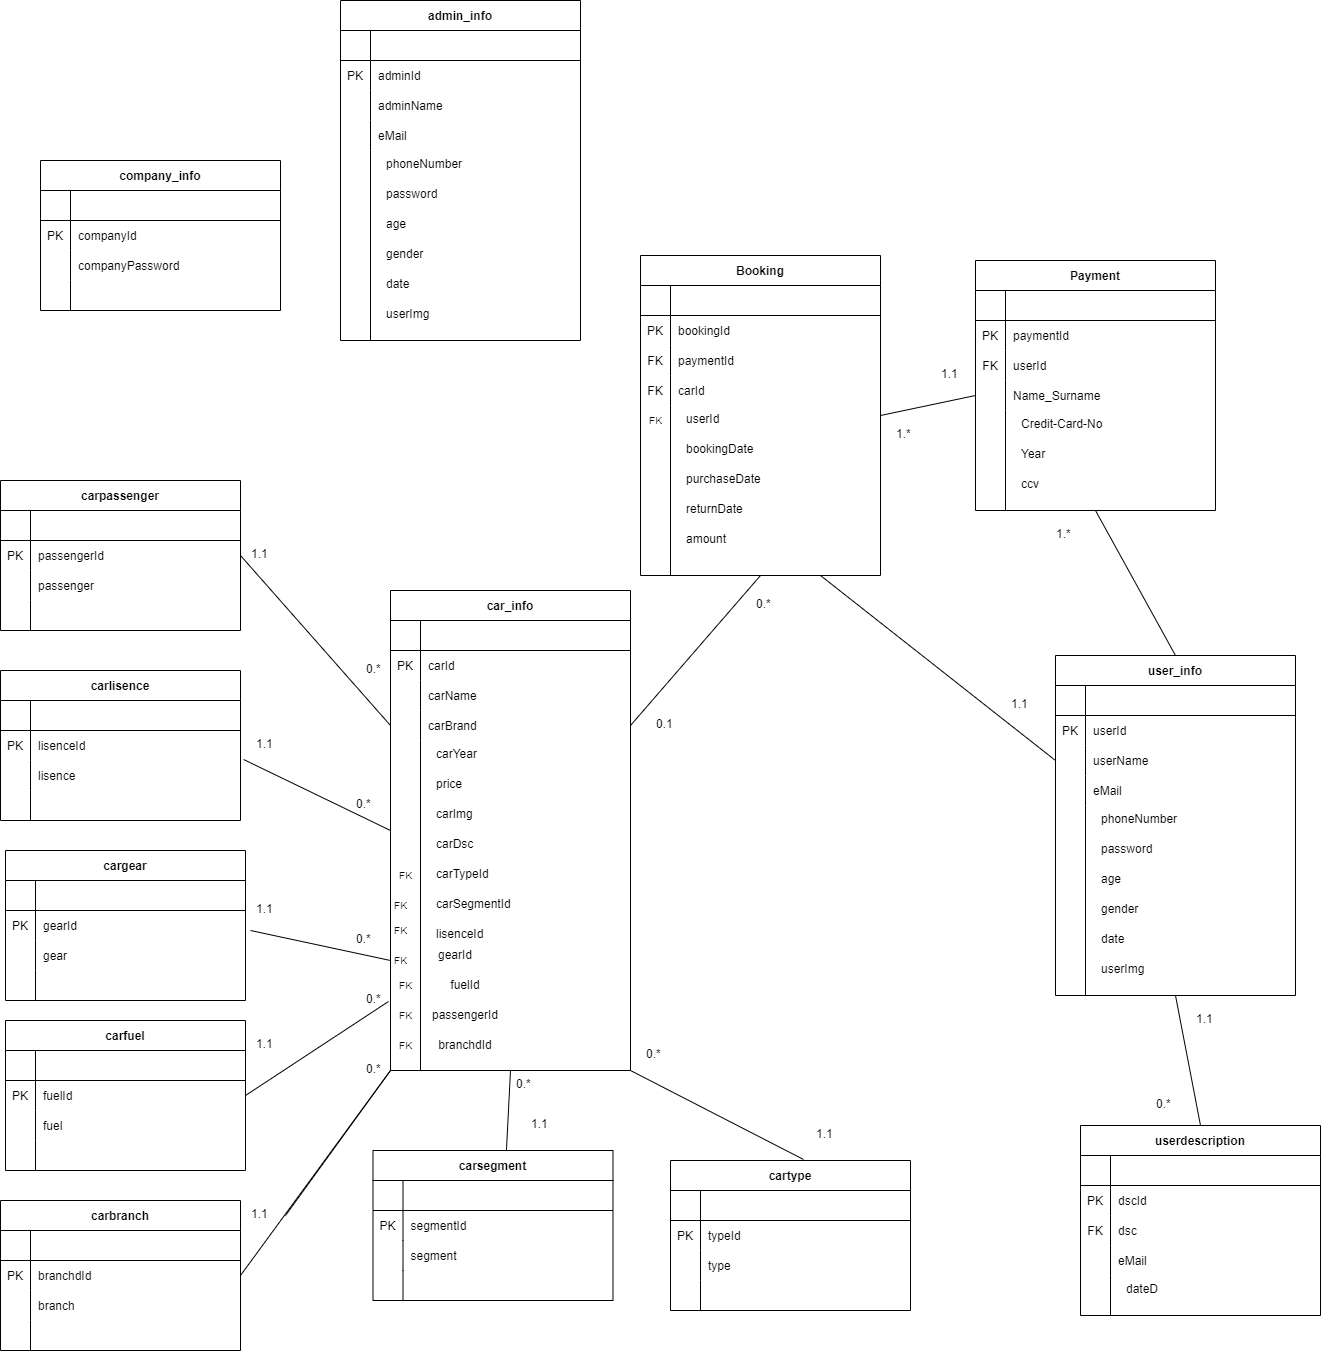 admin_info
PK adminId
adminName
eMail
phoneNumber
password
age
gender
date
userImg
company_info
PK companyId
companyPassword
Booking
PK bookingId
FK paymentId
FK carId
FK userId
bookingDate
purchaseDate
returnDate
amount
Payment
PK paymentId
FK userId
Name_Surname
Credit-Card-No
Year
ccv
1.1
1.*
1.*
carpassenger
PK passengerId
passenger
1.1
0.*
carlisence
PK lisenceId
lisence
1.1
0.*
cargear
PK gearId
gear
1.1
0.*
carfuel
PK fuelId
fuel
0.*
1.1
carbranch
PK branchdId
branch
0.*
1.1
car_info
PK carId
carName
carBrand
carYear
price
carImg
carDsc
FK carTypeId
FK carSegmentId
FK lisenceId
FK gearId
FK fuelId
FK passengerId
FK branchdId
0.*
0.1
1.1
user_info
PK userId
userName
eMail
phoneNumber
password
age
gender
date
userImg
0.*
1.1
carsegment
PK segmentId
segment
0.*
1.1
cartype
PK typeId
type
1.1
0.*
userdescription
PK dscId
FK dsc
eMail
dateD